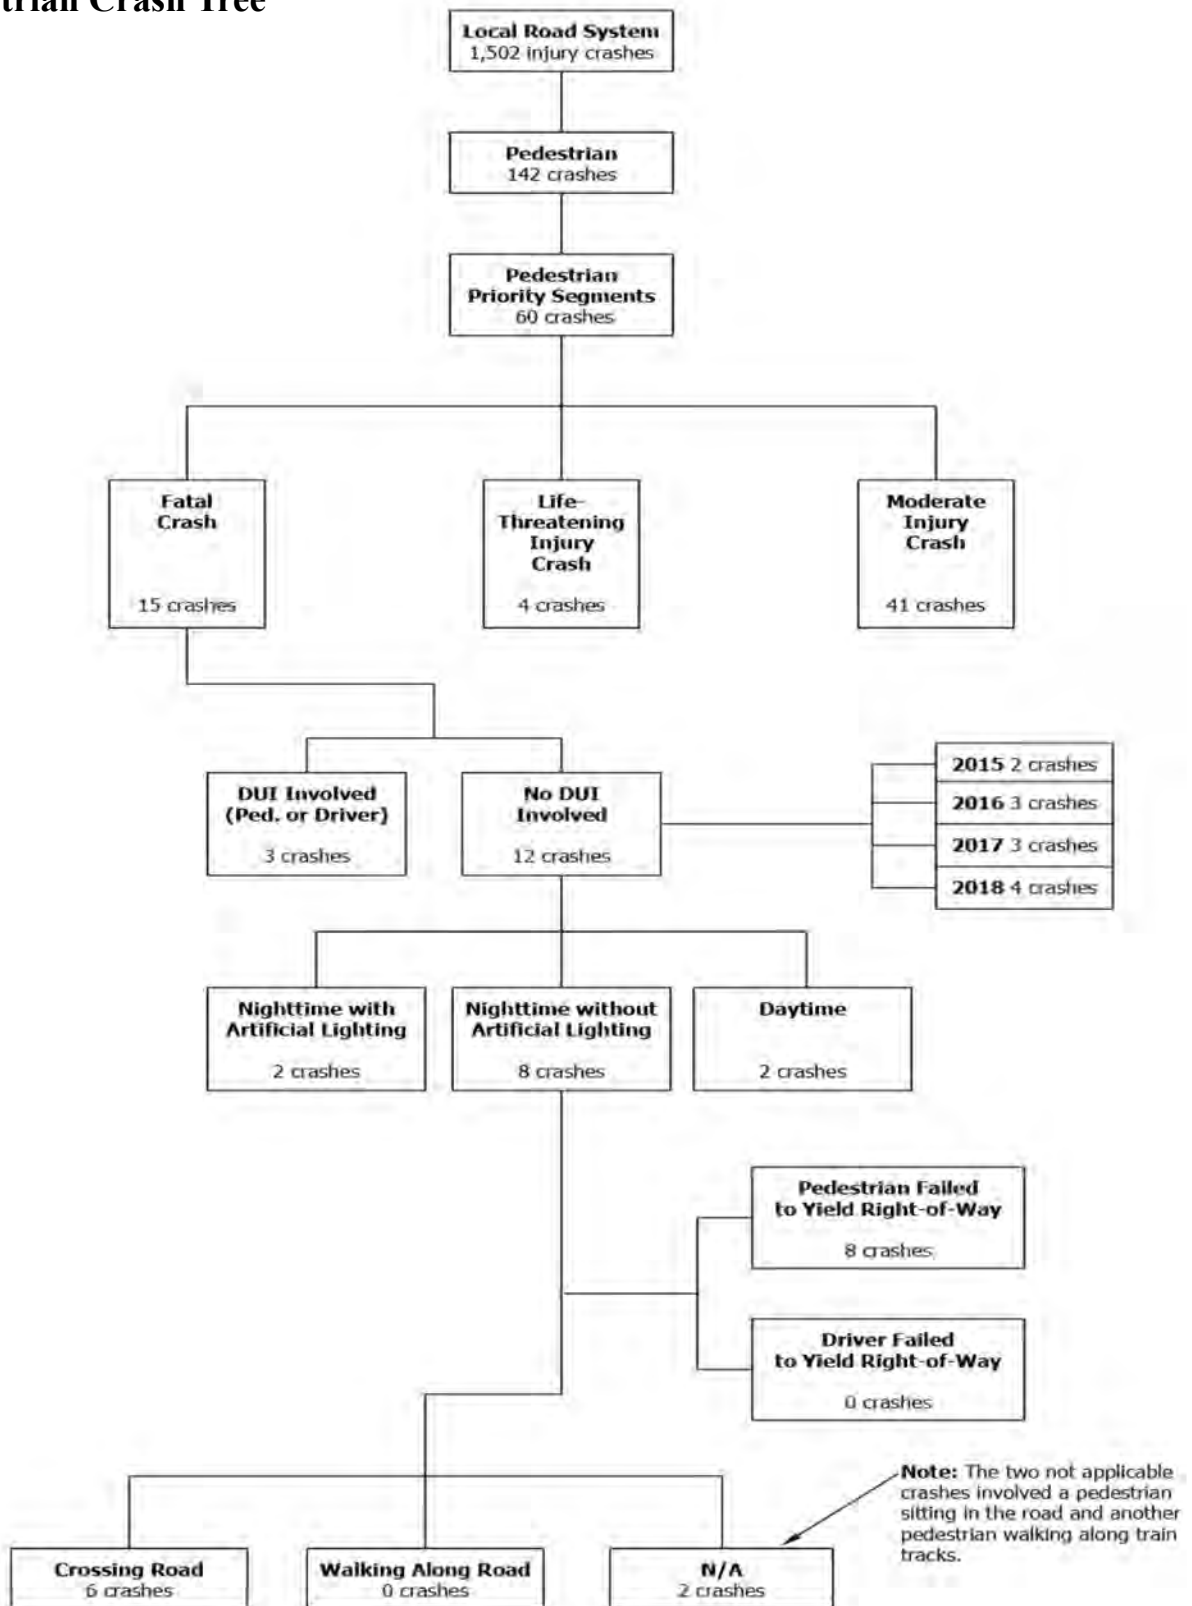 trian Crash Tree
Local Road System
1,502 injury crashes
Pedestrian
142 crashes
Pedestrian
Priority Segments
60 crashes
Fatal
Crash
15 crashes
Life-
Threatening
Injury
Crash
4 crashes
Moderate
Injury
Crash
41 crashes
DUI Involved
(Ped. or Driver)
3 crashes
No DUI
Involved
12 crashes
2015 2 crashes
2016 3 crashes
2017 3 crashes
2018 4 crashes
Nighttime with
Artificial Lighting
2 crashes
Nighttime without
Artificial Lighting
8 crashes
Daytime
2 crashes
Pedestrian Failed
to Yield Right-of-Way
8 crashes
Driver Failed
to Yield Right-of-Way
0 crashes
Note: The two not applicable
crashes involved a pedestrian
sitting in the road and another
pedestrian walking along train
tracks.
Crossing Road
6 crashes
Walking Along Road
0 crashes
N/A
2 crashes